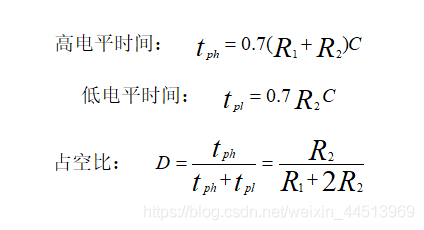 高电平时间： t_ph = 0.7(R₁+R₂)C
低电平时间： t_pl = 0.7 R₂C
占空比： D = t_ph / (t_ph + t_pl) = R₂ / (R₁+2R₂)
https://blog.csdn.net/weixin_44513969